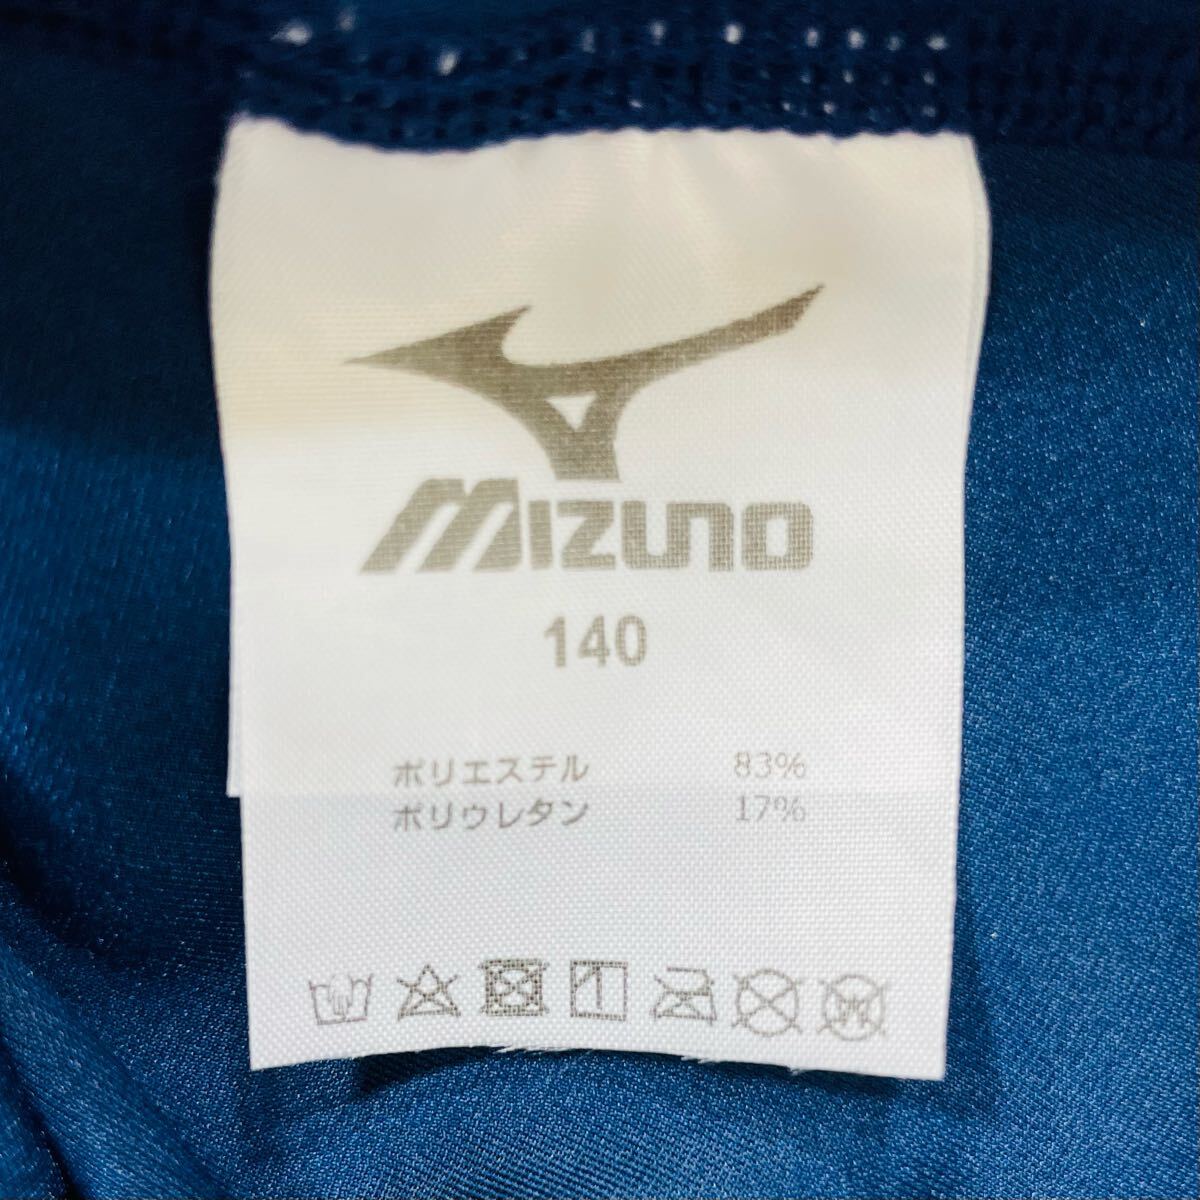 MIZUNO
140
ポリエステル 83%
ポリウレタン 17%
W